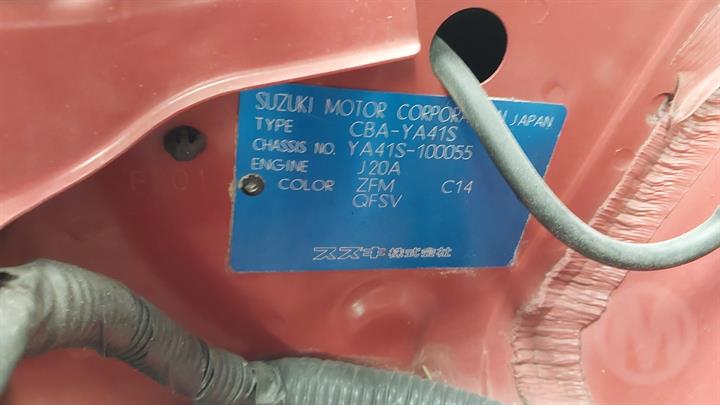 SUZUKI MOTOR CORPORA JAPAN
TYPE CBA-YA41S
CHASSIS NO. YA41S-100055
ENGINE J20A
COLOR ZFM C14
QFSV
スズキ株式会社
M